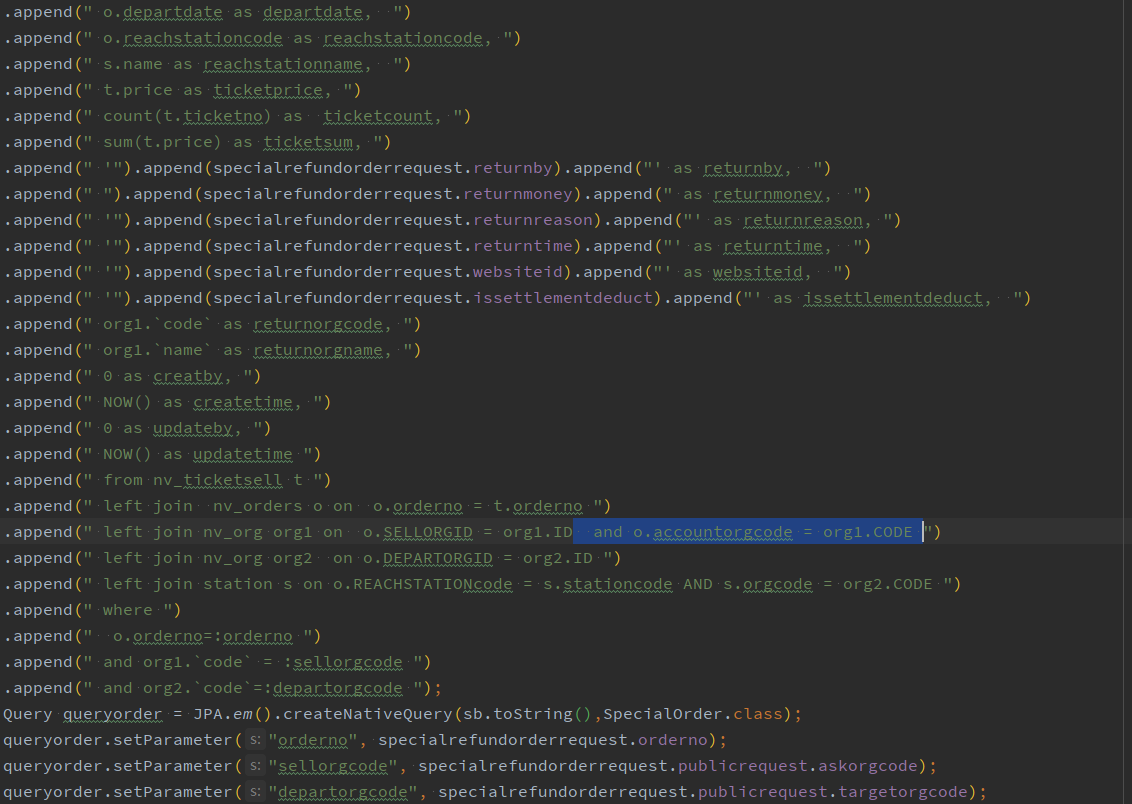 .append(" o.departdate as departdate,  ")
.append(" o.reachstationcode as reachstationcode, ")
.append(" s.name as reachstationname,  ")
.append(" t.price as ticketprice, ")
.append(" count(t.ticketno) as  ticketcount, ")
.append(" sum(t.price) as ticketsum, ")
.append(" '").append(specialrefundorderrequest.returnby).append("' as returnby,  ")
.append(" ").append(specialrefundorderrequest.returnmoney).append(" as returnmoney,  ")
.append(" '").append(specialrefundorderrequest.returnreason).append("' as returnreason, ")
.append(" '").append(specialrefundorderrequest.returntime).append("' as returntime,  ")
.append(" '").append(specialrefundorderrequest.websiteid).append("' as websiteid,  ")
.append(" '").append(specialrefundorderrequest.issettlementdeduct).append("' as issettlementdeduct,  ")
.append(" org1.`code` as returnorgcode, ")
.append(" org1.`name` as returnorgname, ")
.append(" 0 as creatby, ")
.append(" NOW() as createtime, ")
.append(" 0 as updateby, ")
.append(" NOW() as updatetime ")
.append(" from nv_ticketsell t ")
.append(" left join  nv_orders o on  o.orderno = t.orderno ")
.append(" left join nv_org org1 on  o.SELLORGID = org1.ID  and o.accountorgcode = org1.CODE ")
.append(" left join nv_org org2  on o.DEPARTORGID = org2.ID ")
.append(" left join station s on o.REACHSTATIONcode = s.stationcode AND s.orgcode = org2.CODE ")
.append(" where ")
.append("  o.orderno=:orderno ")
.append(" and org1.`code` = :sellorgcode ")
.append(" and org2.`code`=:departorgcode ");
Query queryorder = JPA.em().createNativeQuery(sb.toString(),SpecialOrder.class);
queryorder.setParameter( s: "orderno", specialrefundorderrequest.orderno);
queryorder.setParameter( s: "sellorgcode", specialrefundorderrequest.publicrequest.askorgcode);
queryorder.setParameter( s: "departorgcode", specialrefundorderrequest.publicrequest.targetorgcode);